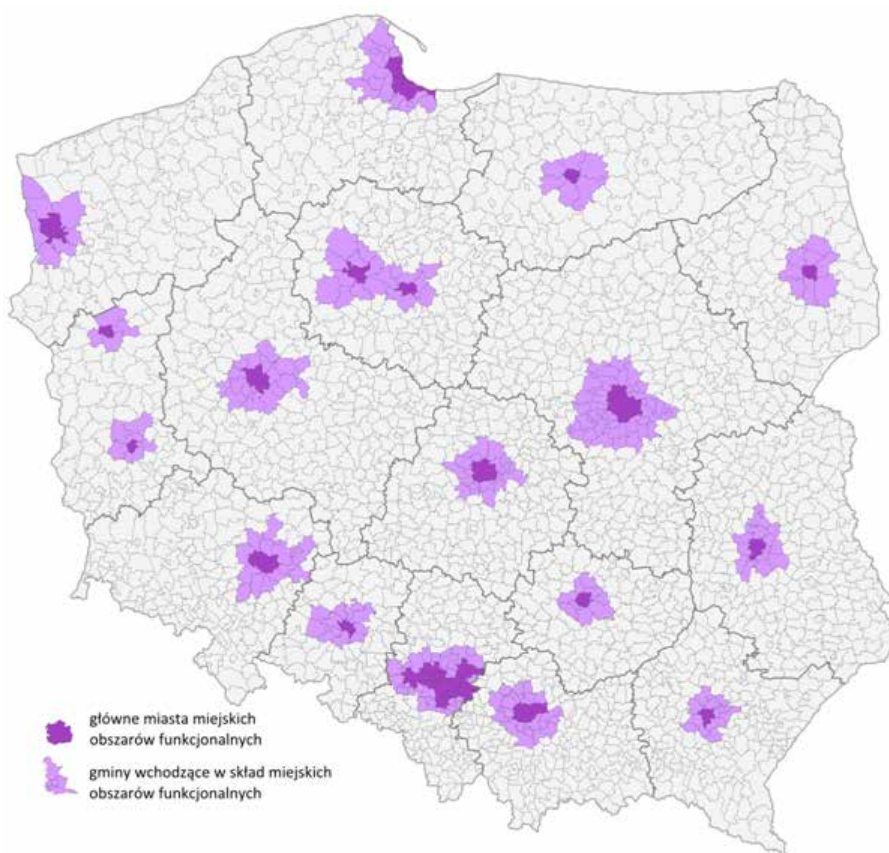 główne miasta miejskich
obszarów funkcjonalnych
gminy wchodzące w skład miejskich
obszarów funkcjonalnych